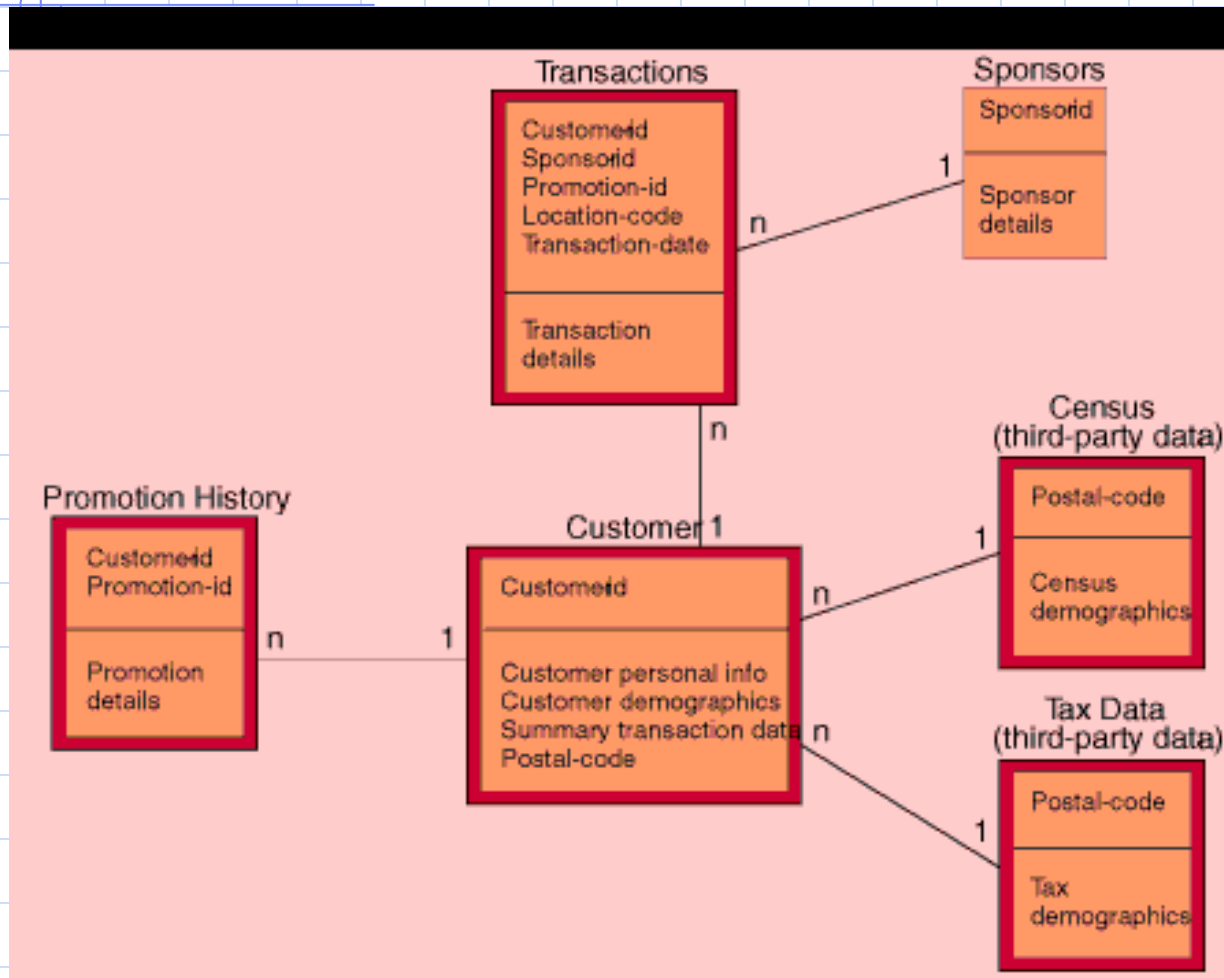 Transactions
Customerid
Sponsorid
Promotion-id
Location-code
Transaction-date
Transaction
details
n
1
Sponsors
Sponsorid
Sponsor
details
n
1
Promotion History
Customerid
Promotion-id
Promotion
details
n
1
Customer
Customerid
Customer personal info
Customer demographics
Summary transaction data
Postal-code
n
1
Census
(third-party data)
Postal-code
Census
demographics
n
1
Tax Data
(third-party data)
Postal-code
Tax
demographics